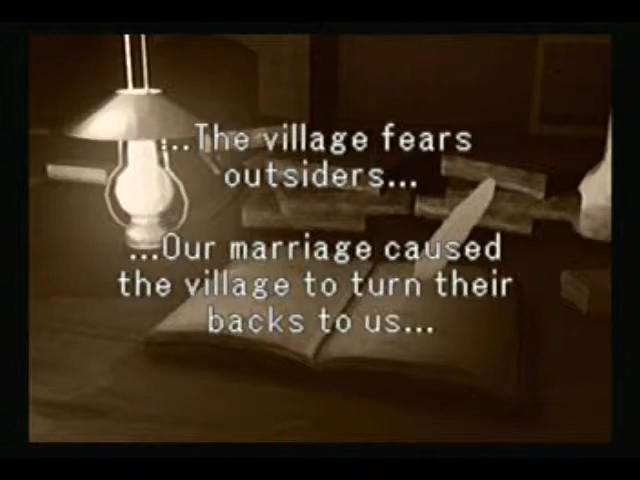 ...The village fears
outsiders...
...Our marriage caused
the village to turn their
backs to us...